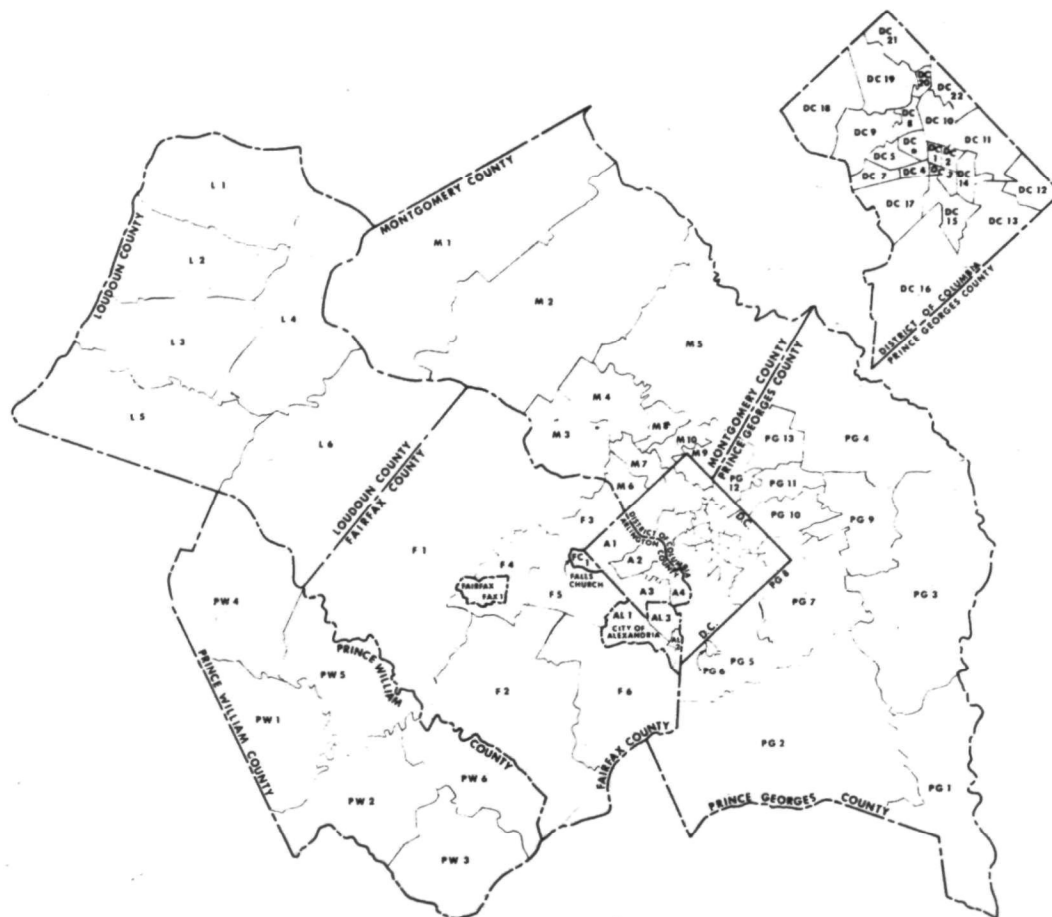 DC 21
DC 19
DC 20
DC 22
DC 18
DC 8
DC 10
DC 9
DC 11
DC 5
DC
DC 1
DC 2
DC 7
DC 4
DC 3
DC 14
DC 12
DC 17
DC 15
DC 13
DC 16
DISTRICT OF COLUMBIA
PRINCE GEORGES COUNTY
L 1
L 2
L 3
L 4
L 5
L 6
LOUDOUN COUNTY
MONTGOMERY COUNTY
M 1
M 2
M 5
M 4
M 3
M 8
M 10
M 9
M 7
M 6
MONTGOMERY COUNTY
PRINCE GEORGES COUNTY
LOUDOUN COUNTY
FAIRFAX COUNTY
PG 13
PG 4
PG 12
PG 11
PG 10
PG 9
D.C.
PG 8
D.C.
PG 7
PG 3
PG 5
PG 6
PG 2
PG 1
PRINCE GEORGES COUNTY
F 1
F 3
F 4
F 5
F 2
F 6
FAIRFAX
FAX 1
FC 1
FALLS
CHURCH
DISTRICT OF COLUMBIA
ARLINGTON COUNTY
A 1
A 2
A 3
A 4
AL 1
AL 3
AL
CITY OF
ALEXANDRIA
FAIRFAX COUNTY
PW 4
PW 5
PW 1
PW 2
PW 6
PW 3
PRINCE WILLIAM COUNTY
PRINCE WILLIAM
COUNTY